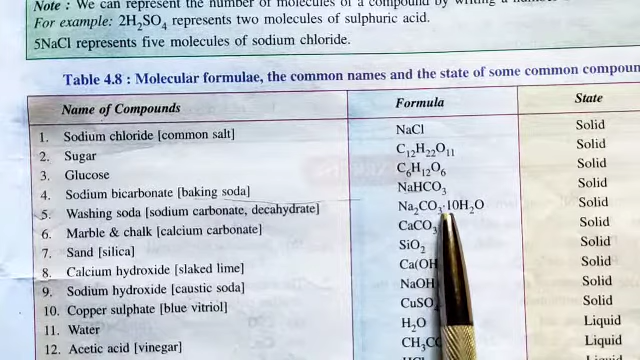 Note : We can represent the number of molecules of a compound by writing a number
For example: 2H₂SO₄ represents two molecules of sulphuric acid.
5NaCl represents five molecules of sodium chloride.
Table 4.8 : Molecular formulae, the common names and the state of some common compoun
Name of Compounds Formula State
1. Sodium chloride [common salt] NaCl Solid
2. Sugar C₁₂H₂₂O₁₁ Solid
3. Glucose C₆H₁₂O₆ Solid
4. Sodium bicarbonate [baking soda] NaHCO₃ Solid
5. Washing soda [sodium carbonate, decahydrate] Na₂CO₃·10H₂O Solid
6. Marble & chalk [calcium carbonate] CaCO₃ Solid
7. Sand [silica] SiO₂ Solid
8. Calcium hydroxide [slaked lime] Ca(OH Solid
9. Sodium hydroxide [caustic soda] NaOH Solid
10. Copper sulphate [blue vitriol] CuSO₄ Solid
11. Water H₂O Liquid
12. Acetic acid [vinegar] CH₃CO Liquid